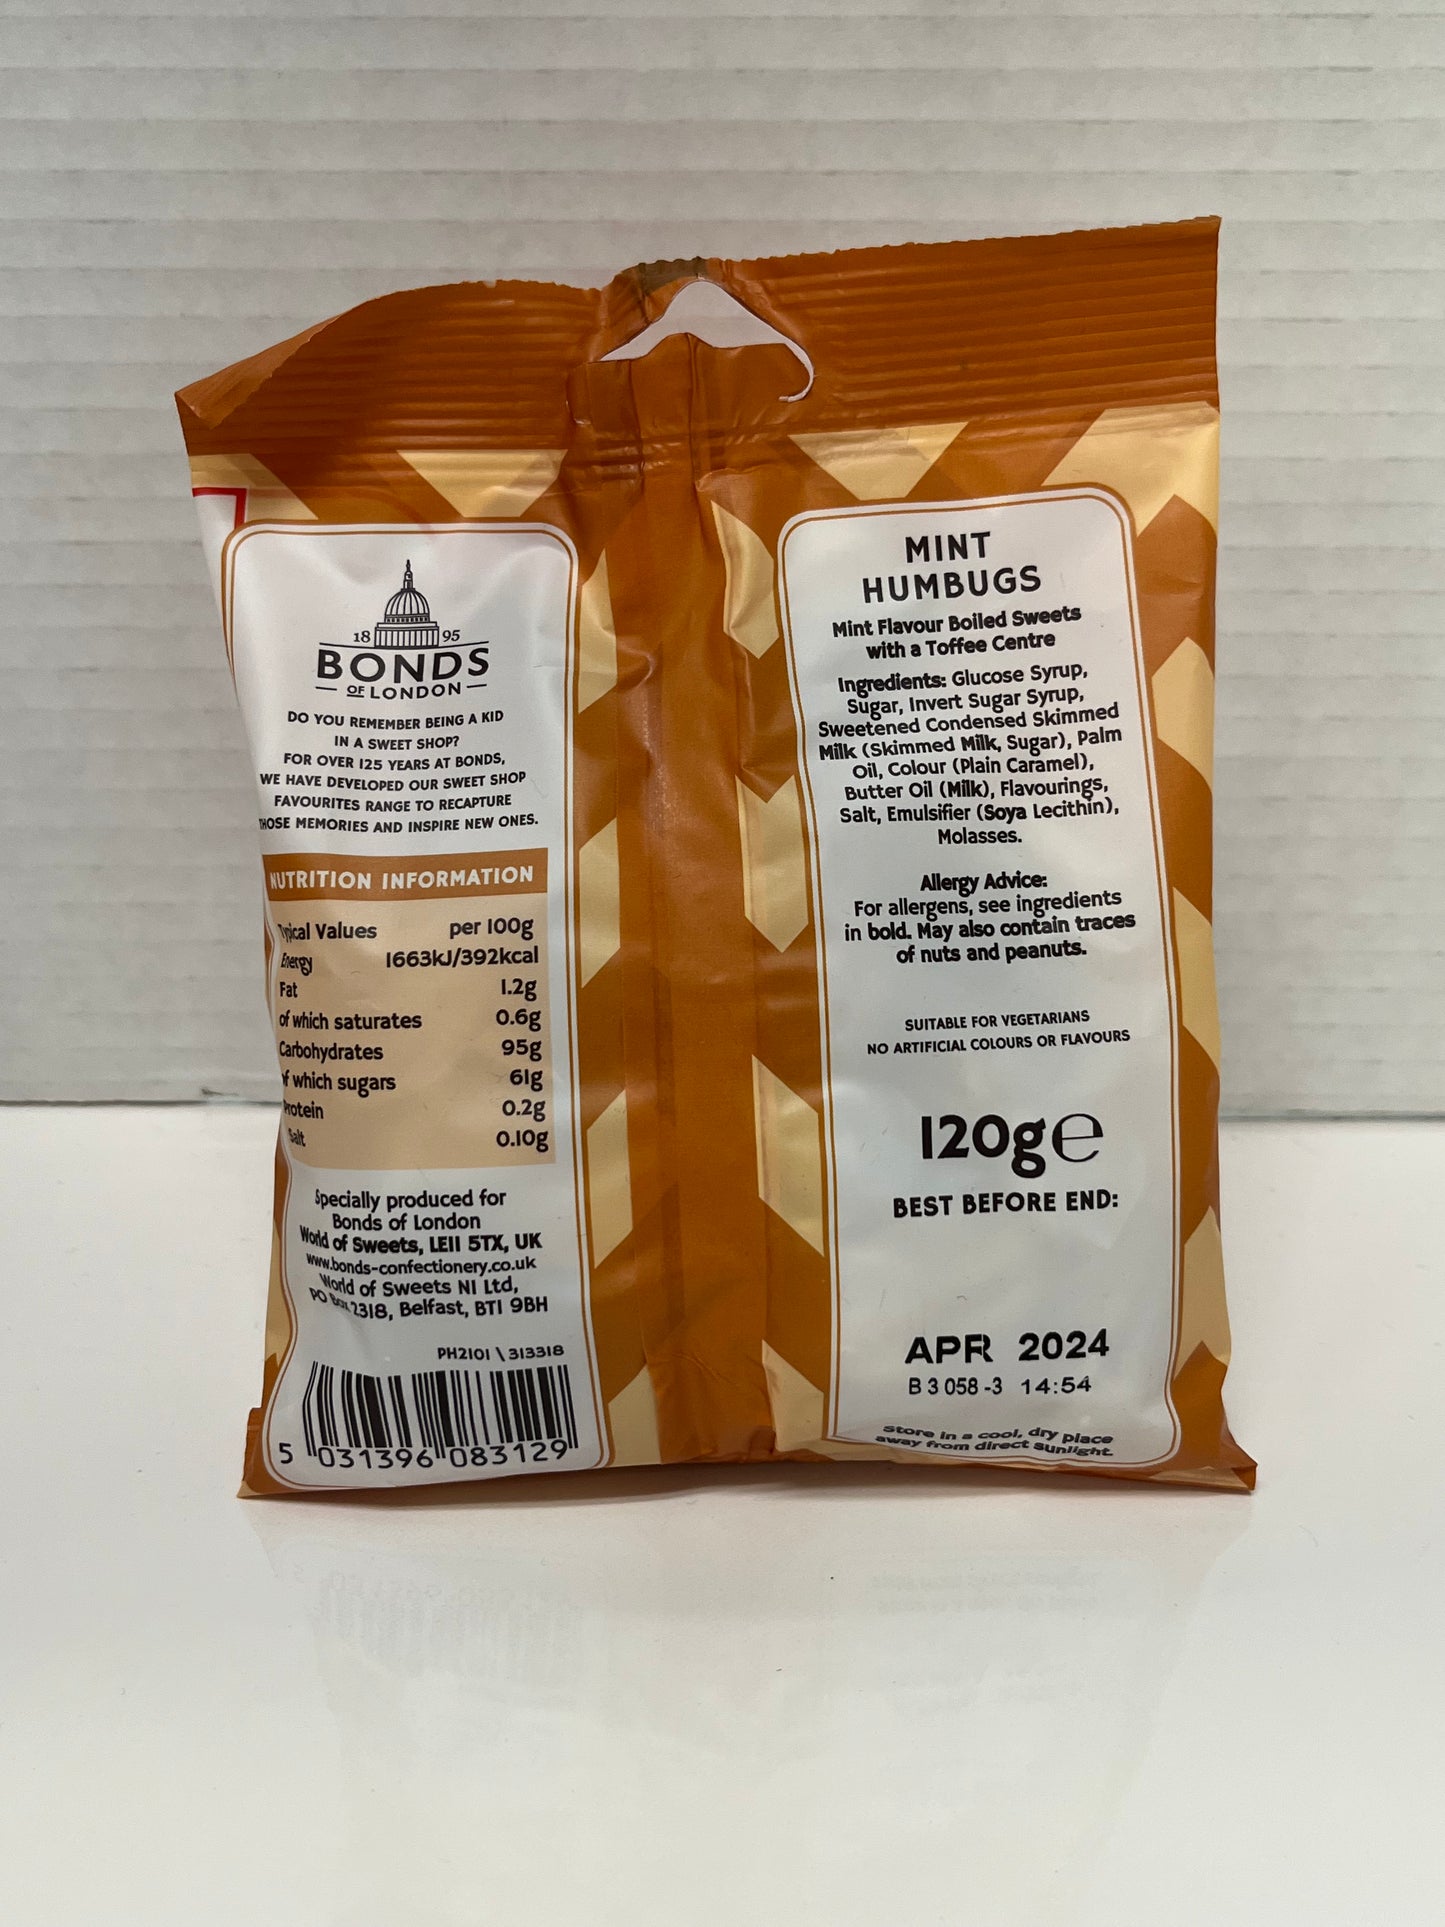 18 95
BONDS
OF LONDON
DO YOU REMEMBER BEING A KID
IN A SWEET SHOP?
FOR OVER 125 YEARS AT BONDS,
WE HAVE DEVELOPED OUR SWEET SHOP
FAVOURITES RANGE TO RECAPTURE
THOSE MEMORIES AND INSPIRE NEW ONES.
NUTRITION INFORMATION
Typical Values per 100g
Energy 1663kJ/392kcal
Fat 1.2g
of which saturates 0.6g
Carbohydrates 95g
of which sugars 61g
Protein 0.2g
Salt 0.10g
Specially produced for
Bonds of London
World of Sweets, LE11 5TX, UK
www.bonds-confectionery.co.uk
World of Sweets NI Ltd,
PO Box 2318, Belfast, BT1 9BH
PH2101 \ 313318
5 031396 083129
MINT
HUMBUGS
Mint Flavour Boiled Sweets
with a Toffee Centre
Ingredients: Glucose Syrup,
Sugar, Invert Sugar Syrup,
Sweetened Condensed Skimmed
Milk (Skimmed Milk, Sugar), Palm
Oil, Colour (Plain Caramel),
Butter Oil (Milk), Flavourings,
Salt, Emulsifier (Soya Lecithin),
Molasses.
Allergy Advice:
For allergens, see ingredients
in bold. May also contain traces
of nuts and peanuts.
SUITABLE FOR VEGETARIANS
NO ARTIFICIAL COLOURS OR FLAVOURS
120g ℮
BEST BEFORE END:
APR 2024
B 3 058 -3 14:54
Store in a cool, dry place
away from direct sunlight.